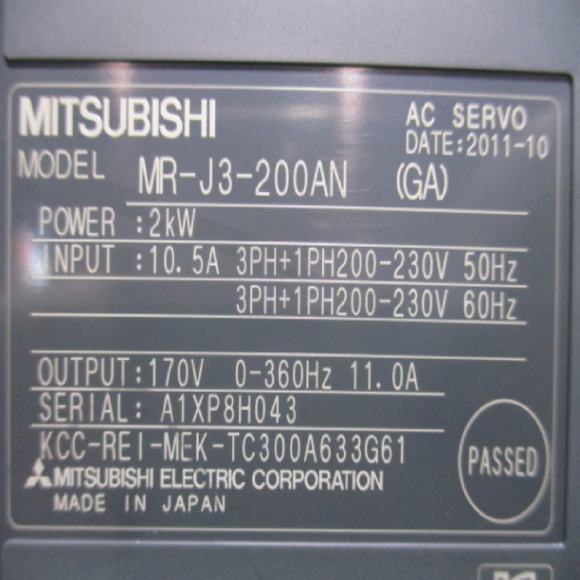 MITSUBISHI
AC SERVO
DATE:2011-10
MODEL MR-J3-200AN (GA)
POWER :2kW
INPUT :10.5A 3PH+1PH200-230V 50Hz
3PH+1PH200-230V 60Hz
OUTPUT:170V 0-360Hz 11.0A
SERIAL: A1XP8H043
KCC-REI-MEK-TC300A633G61
PASSED
MITSUBISHI ELECTRIC CORPORATION
MADE IN JAPAN